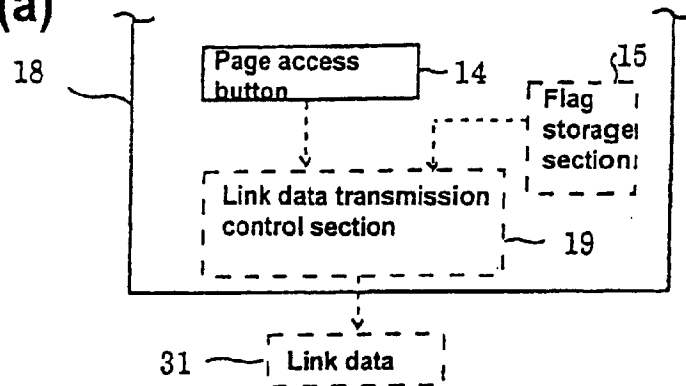 (a)
18
Page access
button
14
15
Flag
storage
section
Link data transmission
control section
19
31
Link data